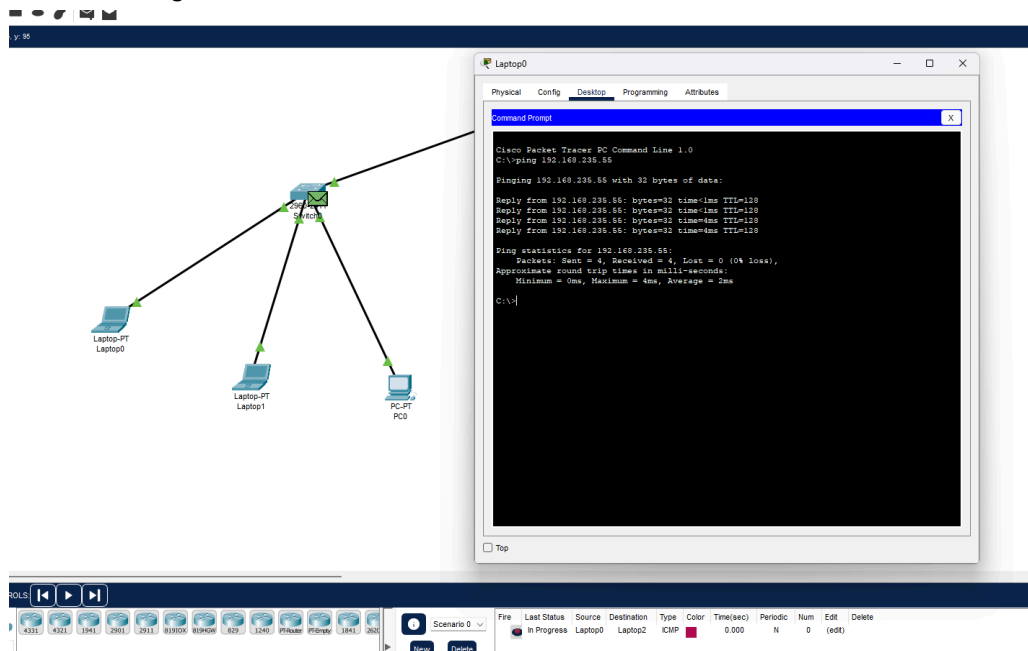 y: 95
Laptop0
Physical Config Desktop Programming Attributes
Command Prompt
X
Cisco Packet Tracer PC Command Line 1.0
C:\>ping 192.168.235.55
Pinging 192.168.235.55 with 32 bytes of data:
Reply from 192.168.235.55: bytes=32 time<1ms TTL=128
Reply from 192.168.235.55: bytes=32 time<1ms TTL=128
Reply from 192.168.235.55: bytes=32 time=4ms TTL=128
Reply from 192.168.235.55: bytes=32 time=4ms TTL=128
Ping statistics for 192.168.235.55:
Packets: Sent = 4, Received = 4, Lost = 0 (0% loss),
Approximate round trip times in milli-seconds:
Minimum = 0ms, Maximum = 4ms, Average = 2ms
C:\>
Switch0
Laptop-PT
Laptop0
Laptop-PT
Laptop1
PC-PT
PC0
Top
ROLS:
4331 4321 1941 2901 2911 819IOX 819HGW 829 1240 PT-Router PT-Empty 1841 2620
Scenario 0
New Delete
Fire Last Status Source Destination Type Color Time(sec) Periodic Num Edit Delete
In Progress Laptop0 Laptop2 ICMP 0.000 N 0 (edit)